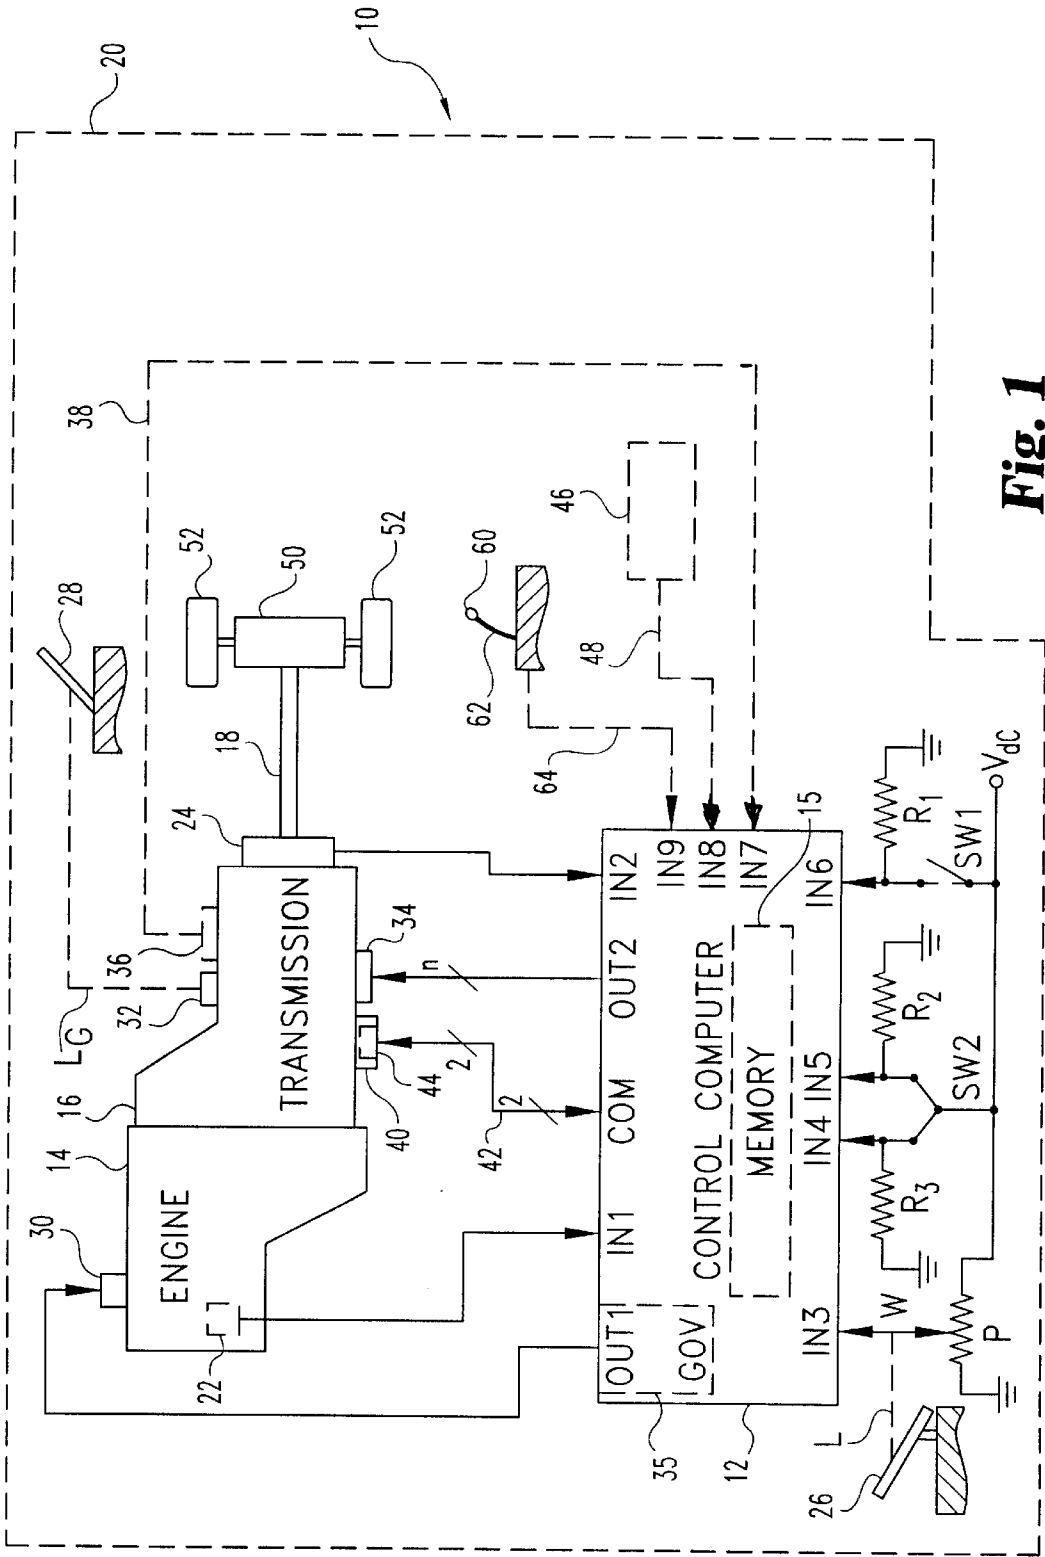 10
20
38
28
52
50
52
18
24
36
32
L_G
16
14
30
TRANSMISSION
ENGINE
22
34
n
44
40
2
42
2
60
62
64
46
48
OUT1
IN1
COM
OUT2
IN2
IN9
IN8
IN7
GOV
CONTROL COMPUTER
MEMORY
15
35
12
IN3
IN4
IN5
IN6
L
W
26
P
R3
R2
R1
SW2
SW1
VdC
Fig. 1